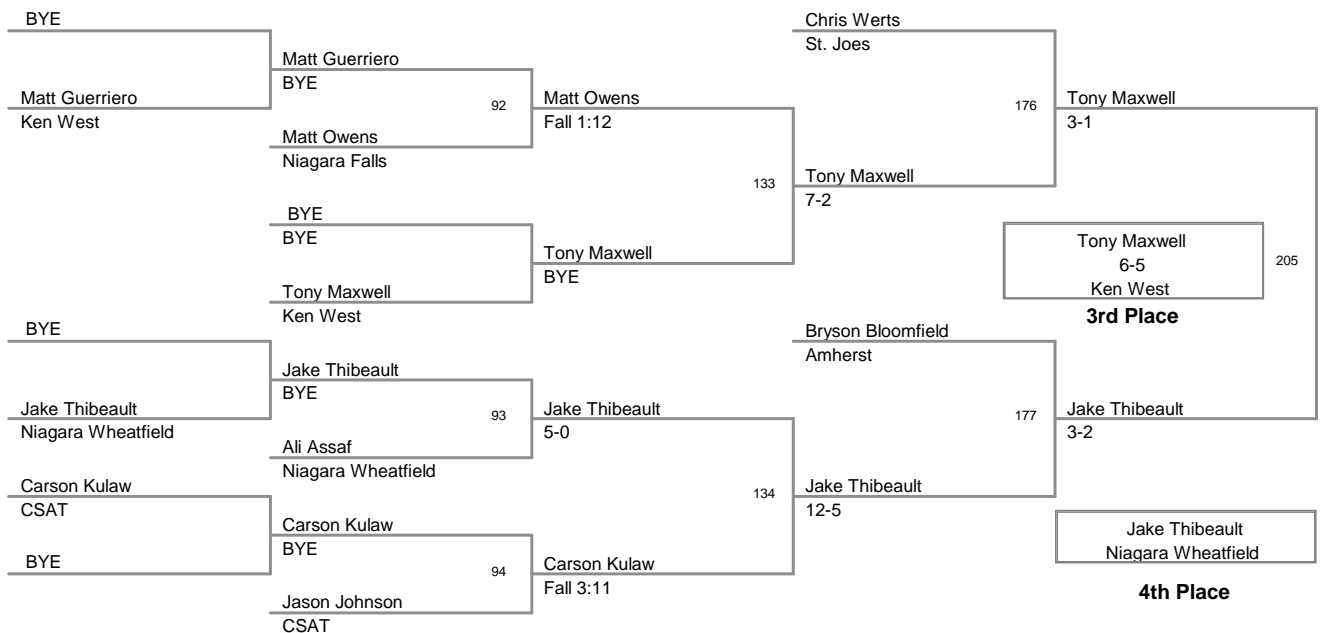 BYE
Matt Guerriero
Ken West
Matt Guerriero
BYE
92
Matt Owens
Niagara Falls
Matt Owens
Fall 1:12
BYE
BYE
Tony Maxwell
Ken West
Tony Maxwell
BYE
133
Tony Maxwell
7-2
Chris Werts
St. Joes
176
Tony Maxwell
3-1
Tony Maxwell
6-5
Ken West
205
3rd Place
BYE
Jake Thibeault
Niagara Wheatfield
Jake Thibeault
BYE
93
Ali Assaf
Niagara Wheatfield
Jake Thibeault
5-0
Carson Kulaw
CSAT
BYE
Carson Kulaw
BYE
94
Jason Johnson
CSAT
Carson Kulaw
Fall 3:11
134
Jake Thibeault
12-5
Bryson Bloomfield
Amherst
177
Jake Thibeault
3-2
Jake Thibeault
Niagara Wheatfield
4th Place